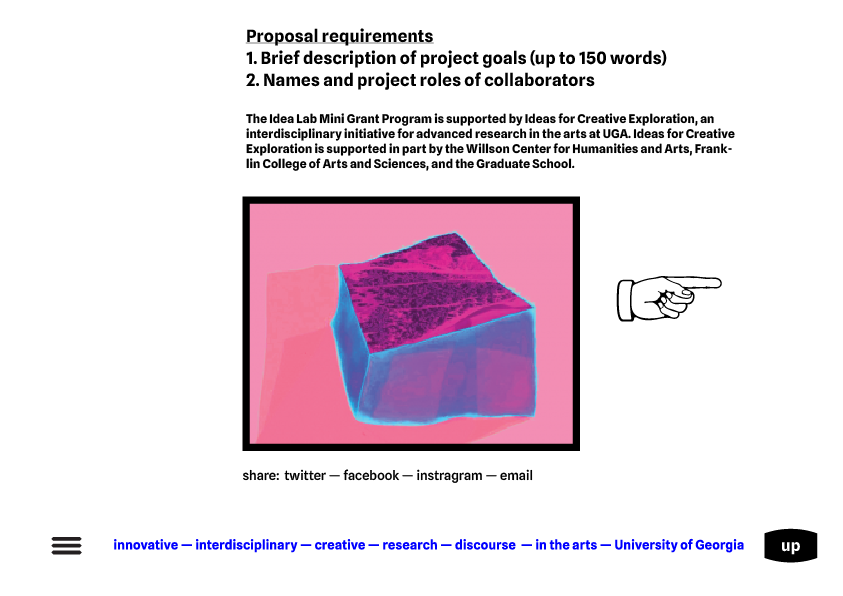 Proposal requirements
1. Brief description of project goals (up to 150 words)
2. Names and project roles of collaborators
The Idea Lab Mini Grant Program is supported by Ideas for Creative Exploration, an
interdisciplinary initiative for advanced research in the arts at UGA. Ideas for Creative
Exploration is supported in part by the Willson Center for Humanities and Arts, Frank-
lin College of Arts and Sciences, and the Graduate School.
share: twitter — facebook — instragram — email
innovative — interdisciplinary — creative — research — discourse — in the arts — University of Georgia
up